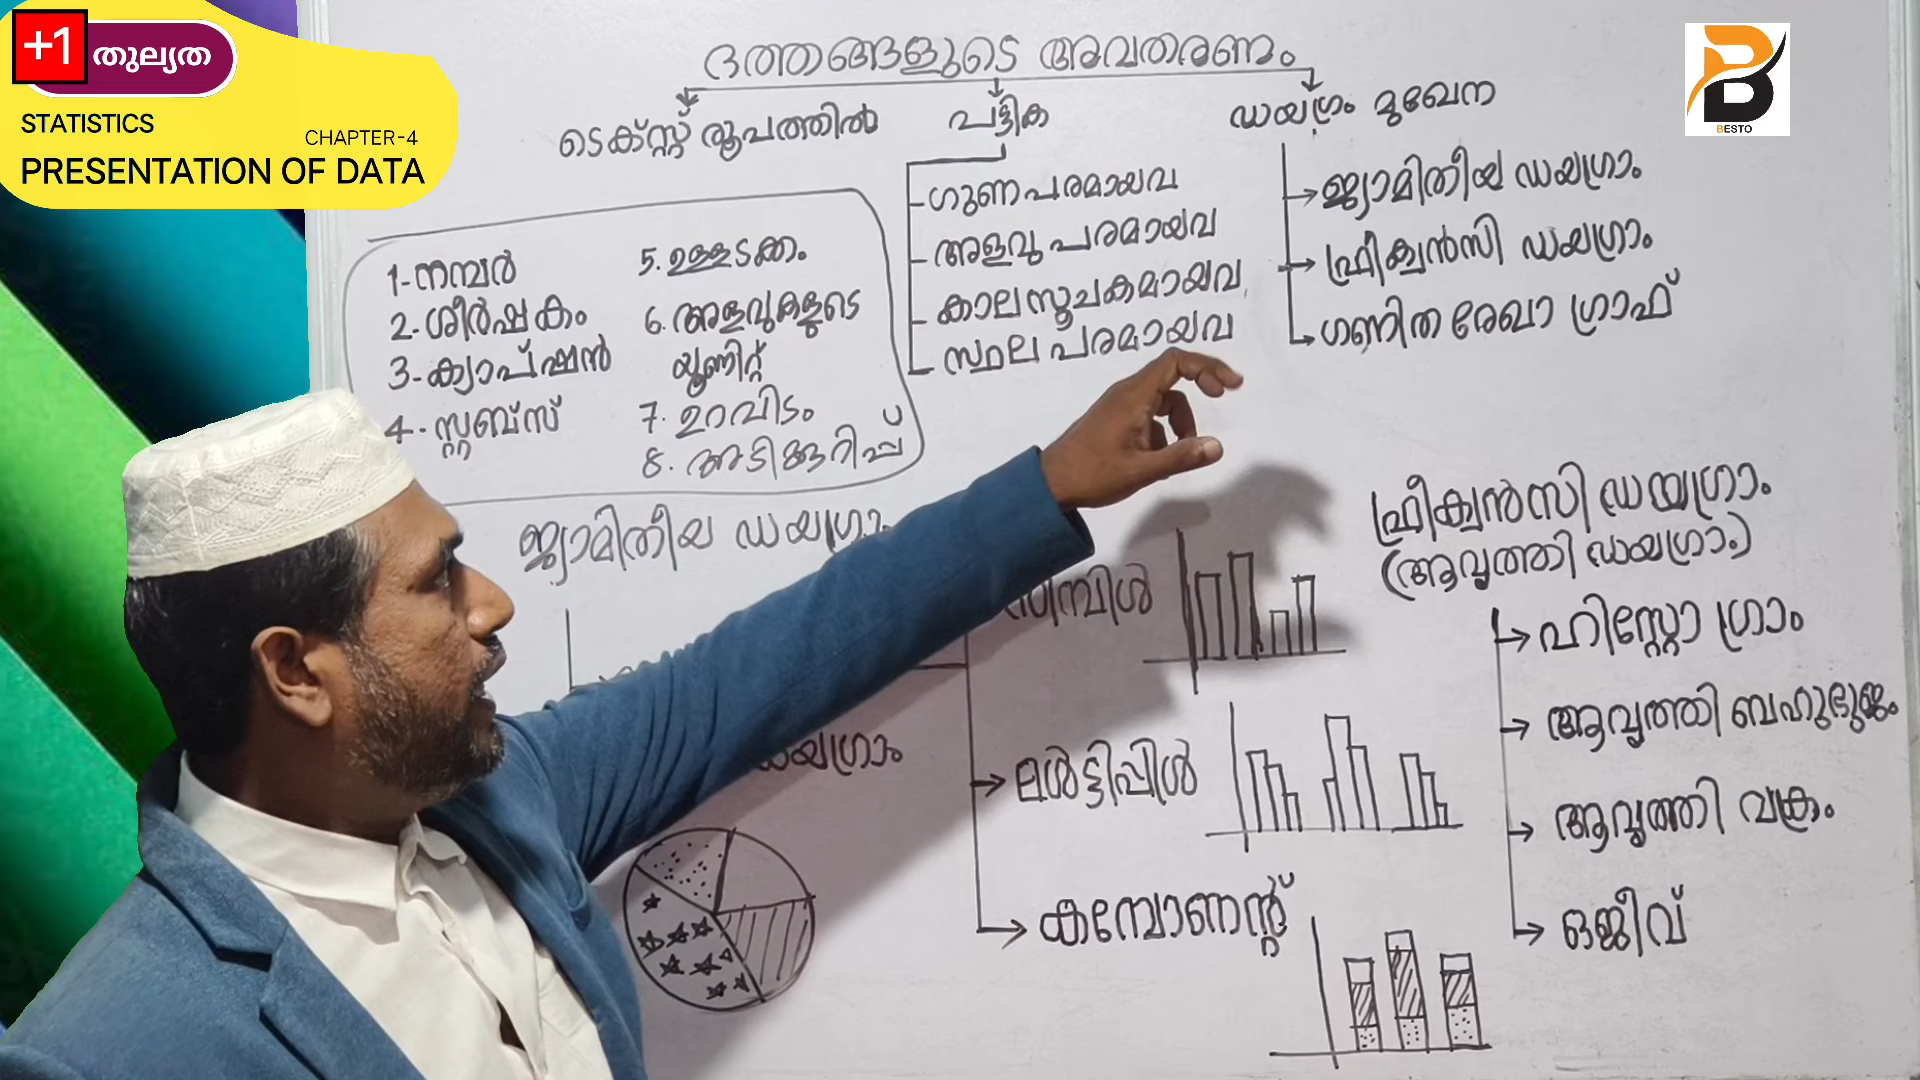 +1 തുല്യത
STATISTICS
CHAPTER-4
PRESENTATION OF DATA
BESTO
ദത്തങ്ങളുടെ അവതരണം
ടെക്സ്റ്റ് രൂപത്തിൽ
പട്ടിക
ഡയഗ്രം മുഖേന
1-നമ്പർ
2-ശീർഷകം
3-ക്യാപ്ഷൻ
4-സ്റ്റബ്സ്
5. ഉള്ളടക്കം
6. അളവുകളുടെ
യൂണിറ്റ്
7. ഉറവിടം
8. അടിക്കുറിപ്പ്
ഗുണപരമായവ
അളവുപരമായവ
കാലസൂചകമായവ
സ്ഥലപരമായവ
ജ്യാമിതീയ ഡയഗ്രാം
ഫ്രീക്വൻസി ഡയഗ്രാം
ഗണിത രേഖാ ഗ്രാഫ്
ജ്യാമിതീയ
ഡയഗ്രാം
മൾട്ടിപ്പിൾ
കമ്പോണന്റ്
ഫ്രീക്വൻസി ഡയഗ്രാം
(ആവൃത്തി ഡയഗ്രാം)
ഹിസ്റ്റോഗ്രാം
ആവൃത്തി ബഹുഭുജം
ആവൃത്തി വക്രം
ഒജീവ്